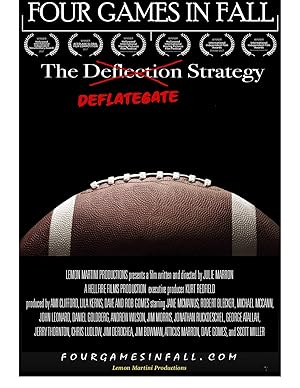 FOUR GAMES IN FALL
The Deflection Strategy
DEFLATEGATE
LEMON MARTINI PRODUCTIONS presents a film written and directed by JULIE MARRON
A HELLFIRE FILMS PRODUCTION executive producer KURT REDFIELD
produced by AMI CLIFFORD, LULA KERNS, DAVE AND ROB GOMES starring JANE MCMANUS, ROBERT BLECKER, MICHAEL MCCANN,
JOHN LEONARD, DANIEL GOLDBERG, ANDREW WILSON, JIM MORRIS, JONATHAN RUCKDESCHEL, GEORGE ATALLAH,
JERRY THORNTON, CHRIS LUDLOW, JIM DEROCHEA, JIM BOWMAN, ATTICUS MARRON, DAVE GOMES, and SCOTT MILLER
FOURGAMESINFALL.COM
Lemon Martini Productions